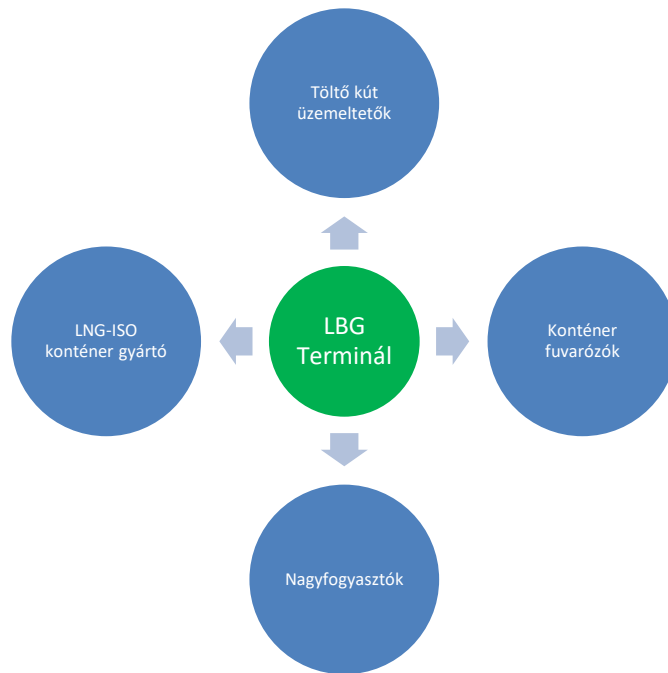 Töltő kút
üzemeltetők
LNG-ISO
konténer gyártó
LBG
Terminál
Konténer
fuvarózók
Nagyfogyasztók